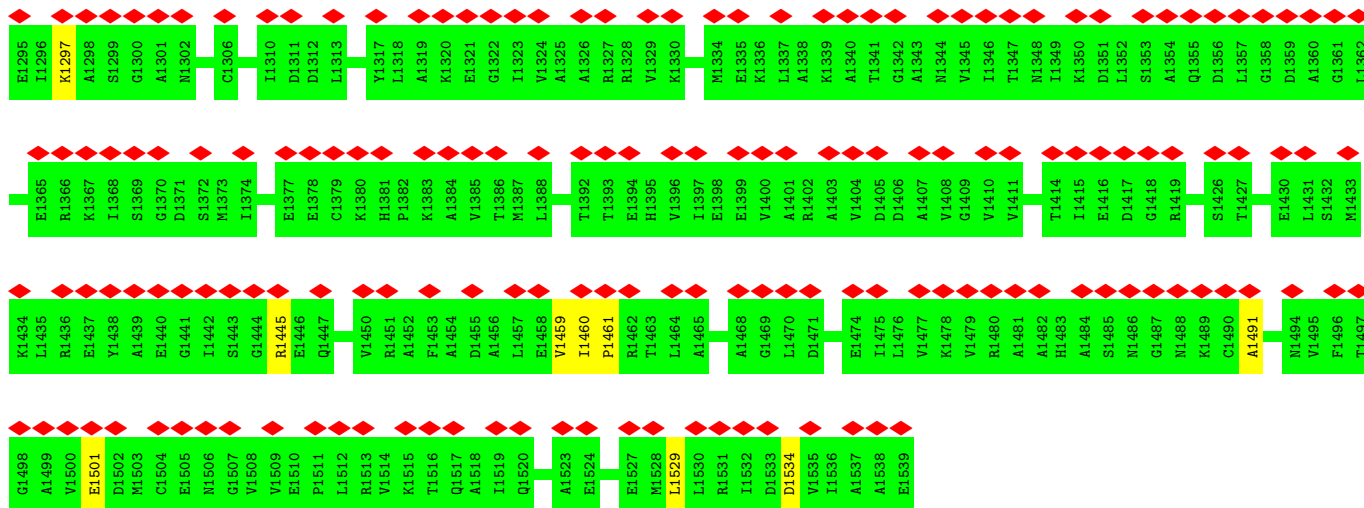 E1295 I1296 K1297 A1298 S1299 G1300 A1301 N1302 C1306 I1310 D1311 D1312 L1313 Y1317 L1318 A1319 K1320 E1321 G1322 I1323 V1324 A1325 A1326 R1327 R1328 V1329 K1330 M1334 E1335 K1336 L1337 A1338 K1339 A1340 T1341 G1342 A1343 N1344 V1345 I1346 T1347 N1348 I1349 K1350 D1351 L1352 S1353 A1354 Q1355 D1356 L1357 G1358 D1359 A1360 G1361 L1362
E1365 R1366 K1367 I1368 S1369 G1370 D1371 S1372 M1373 I1374 E1377 E1378 C1379 K1380 H1381 P1382 K1383 A1384 V1385 T1386 M1387 L1388 T1392 T1393 E1394 H1395 V1396 I1397 E1398 E1399 V1400 A1401 R1402 A1403 V1404 D1405 D1406 A1407 V1408 G1409 V1410 V1411 T1414 I1415 E1416 D1417 G1418 R1419 S1426 T1427 E1430 L1431 S1432 M1433
K1434 L1435 R1436 E1437 Y1438 A1439 E1440 G1441 I1442 S1443 G1444 R1445 E1446 Q1447 V1450 R1451 A1452 F1453 A1454 D1455 A1456 L1457 E1458 V1459 I1460 P1461 R1462 T1463 L1464 A1465 A1468 G1469 L1470 D1471 E1474 I1475 L1476 V1477 K1478 V1479 R1480 A1481 A1482 H1483 A1484 S1485 N1486 G1487 N1488 K1489 C1490 A1491 N1494 V1495 F1496 T1497
G1498 A1499 V1500 E1501 D1502 M1503 C1504 E1505 N1506 G1507 V1508 V1509 E1510 P1511 L1512 R1513 V1514 K1515 T1516 Q1517 A1518 I1519 Q1520 A1523 E1524 E1527 M1528 L1529 L1530 R1531 I1532 D1533 D1534 V1535 I1536 A1537 A1538 E1539